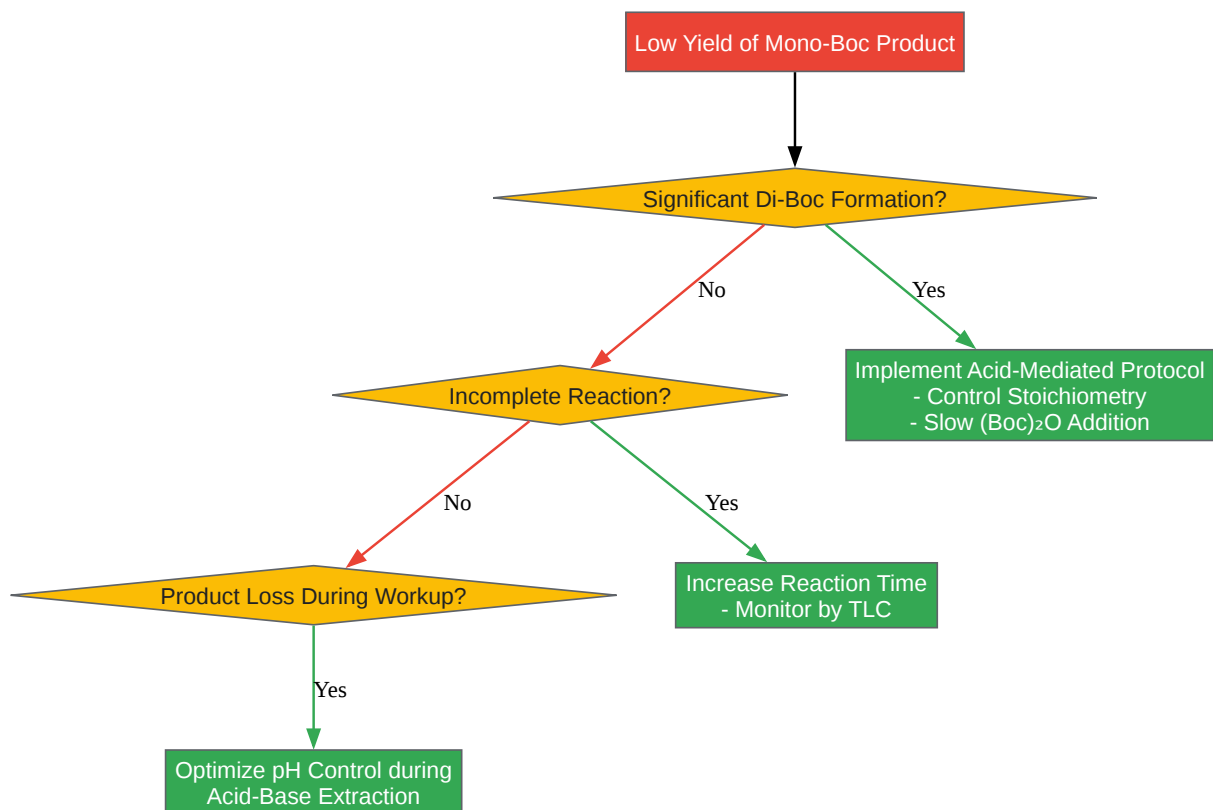 Low Yield of Mono-Boc Product
Significant Di-Boc Formation?
No
Yes
Implement Acid-Mediated Protocol
- Control Stoichiometry
- Slow (Boc)₂O Addition
Incomplete Reaction?
No
Yes
Increase Reaction Time
- Monitor by TLC
Product Loss During Workup?
Yes
Optimize pH Control during
Acid-Base Extraction